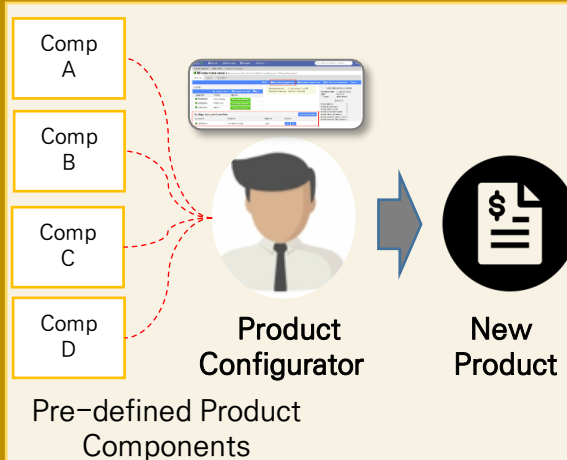 Comp
A
Comp
B
Comp
C
Comp
D
Product
Configurator
$
New
Product
Pre-defined Product
Components